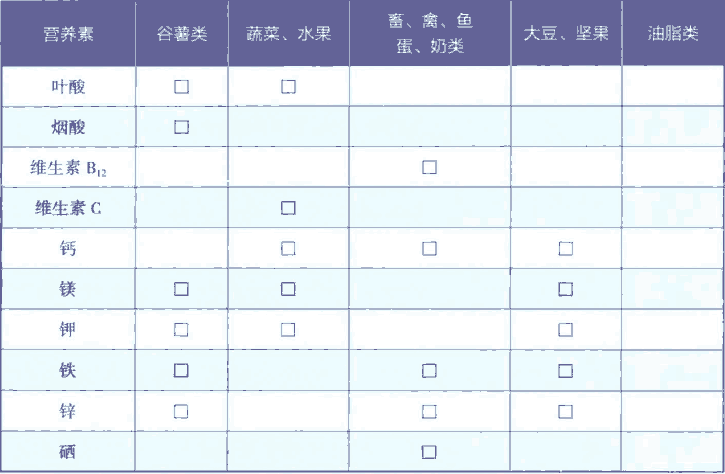 营养素 谷薯类 蔬菜、水果 畜、禽、鱼 大豆、坚果 油脂类
蛋、奶类
叶酸 □ □
烟酸 □
维生素 B₁₂ □
维生素 C □
钙 □ □ □
镁 □ □ □
钾 □ □ □
铁 □ □ □
锌 □ □ □
硒 □